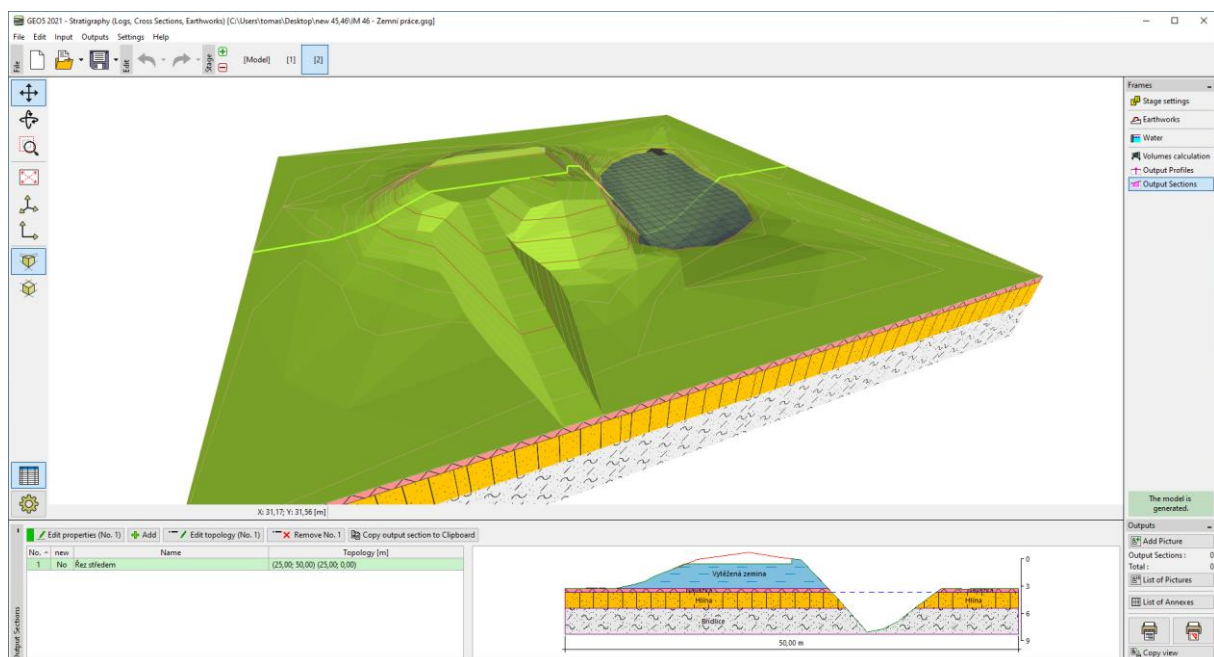 GEO5 2021 - Stratigraphy (Logs, Cross Sections, Earthworks) [C:\Users\tomas\Desktop\new 45,46\IM 46 - Zemní práce.gsg]
File Edit Input Outputs Settings Help
File
Edit
Stage
[Model] [1] [2]
Frames
Stage settings
Earthworks
Water
Volumes calculation
Output Profiles
Output Sections
X: 31,17; Y: 31,56 [m]
The model is generated.
Outputs
Add Picture
Output Sections : 0
Total : 0
List of Pictures
List of Annexes
Copy view
Output Sections
Edit properties (No. 1) Add Edit topology (No. 1) Remove No. 1 Copy output section to Clipboard
No. new Name Topology [m]
1 No Řez středem (25,00; 50,00) (25,00; 0,00)
Vytěžená zemina
Navážka
Hlína
Břidlice
Hlína
50,00 m
0
3
6
9